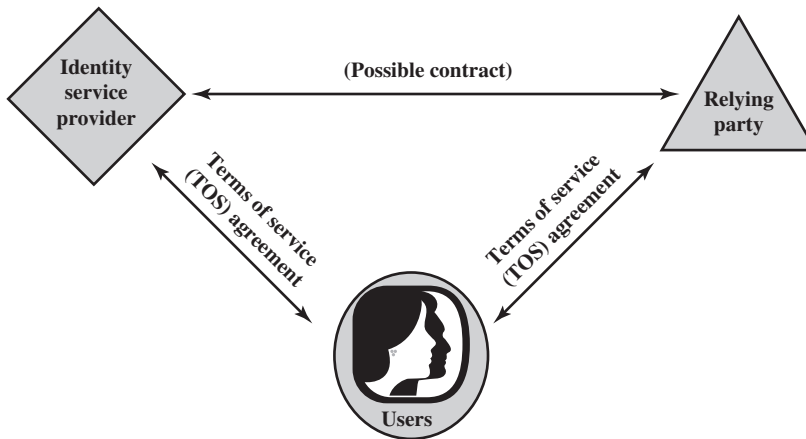 Identity
service
provider
(Possible contract)
Relying
party
Terms of service
(TOS) agreement
Terms of service
(TOS) agreement
Users